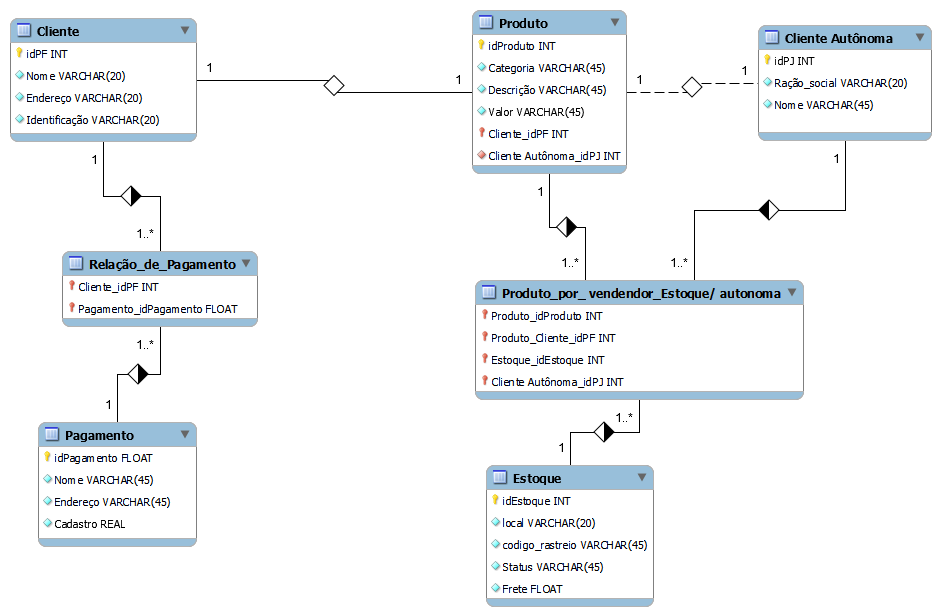 Cliente
idPF INT
Nome VARCHAR(20)
Endereço VARCHAR(20)
Identificação VARCHAR(20)
1
1
Produto
idProduto INT
Categoria VARCHAR(45)
Descrição VARCHAR(45)
Valor VARCHAR(45)
Cliente_idPF INT
Cliente Autônoma_idPJ INT
1
1
Cliente Autônoma
idPJ INT
Ração_social VARCHAR(20)
Nome VARCHAR(45)
1
1..*
Relação_de_Pagamento
Cliente_idPF INT
Pagamento_idPagamento FLOAT
1..*
1
Pagamento
idPagamento FLOAT
Nome VARCHAR(45)
Endereço VARCHAR(45)
Cadastro REAL
1
1..*
1
1..*
Produto_por_ vendendor_Estoque/ autonoma
Produto_idProduto INT
Produto_Cliente_idPF INT
Estoque_idEstoque INT
Cliente Autônoma_idPJ INT
1..*
1
Estoque
idEstoque INT
local VARCHAR(20)
codigo_rastreio VARCHAR(45)
Status VARCHAR(45)
Frete FLOAT